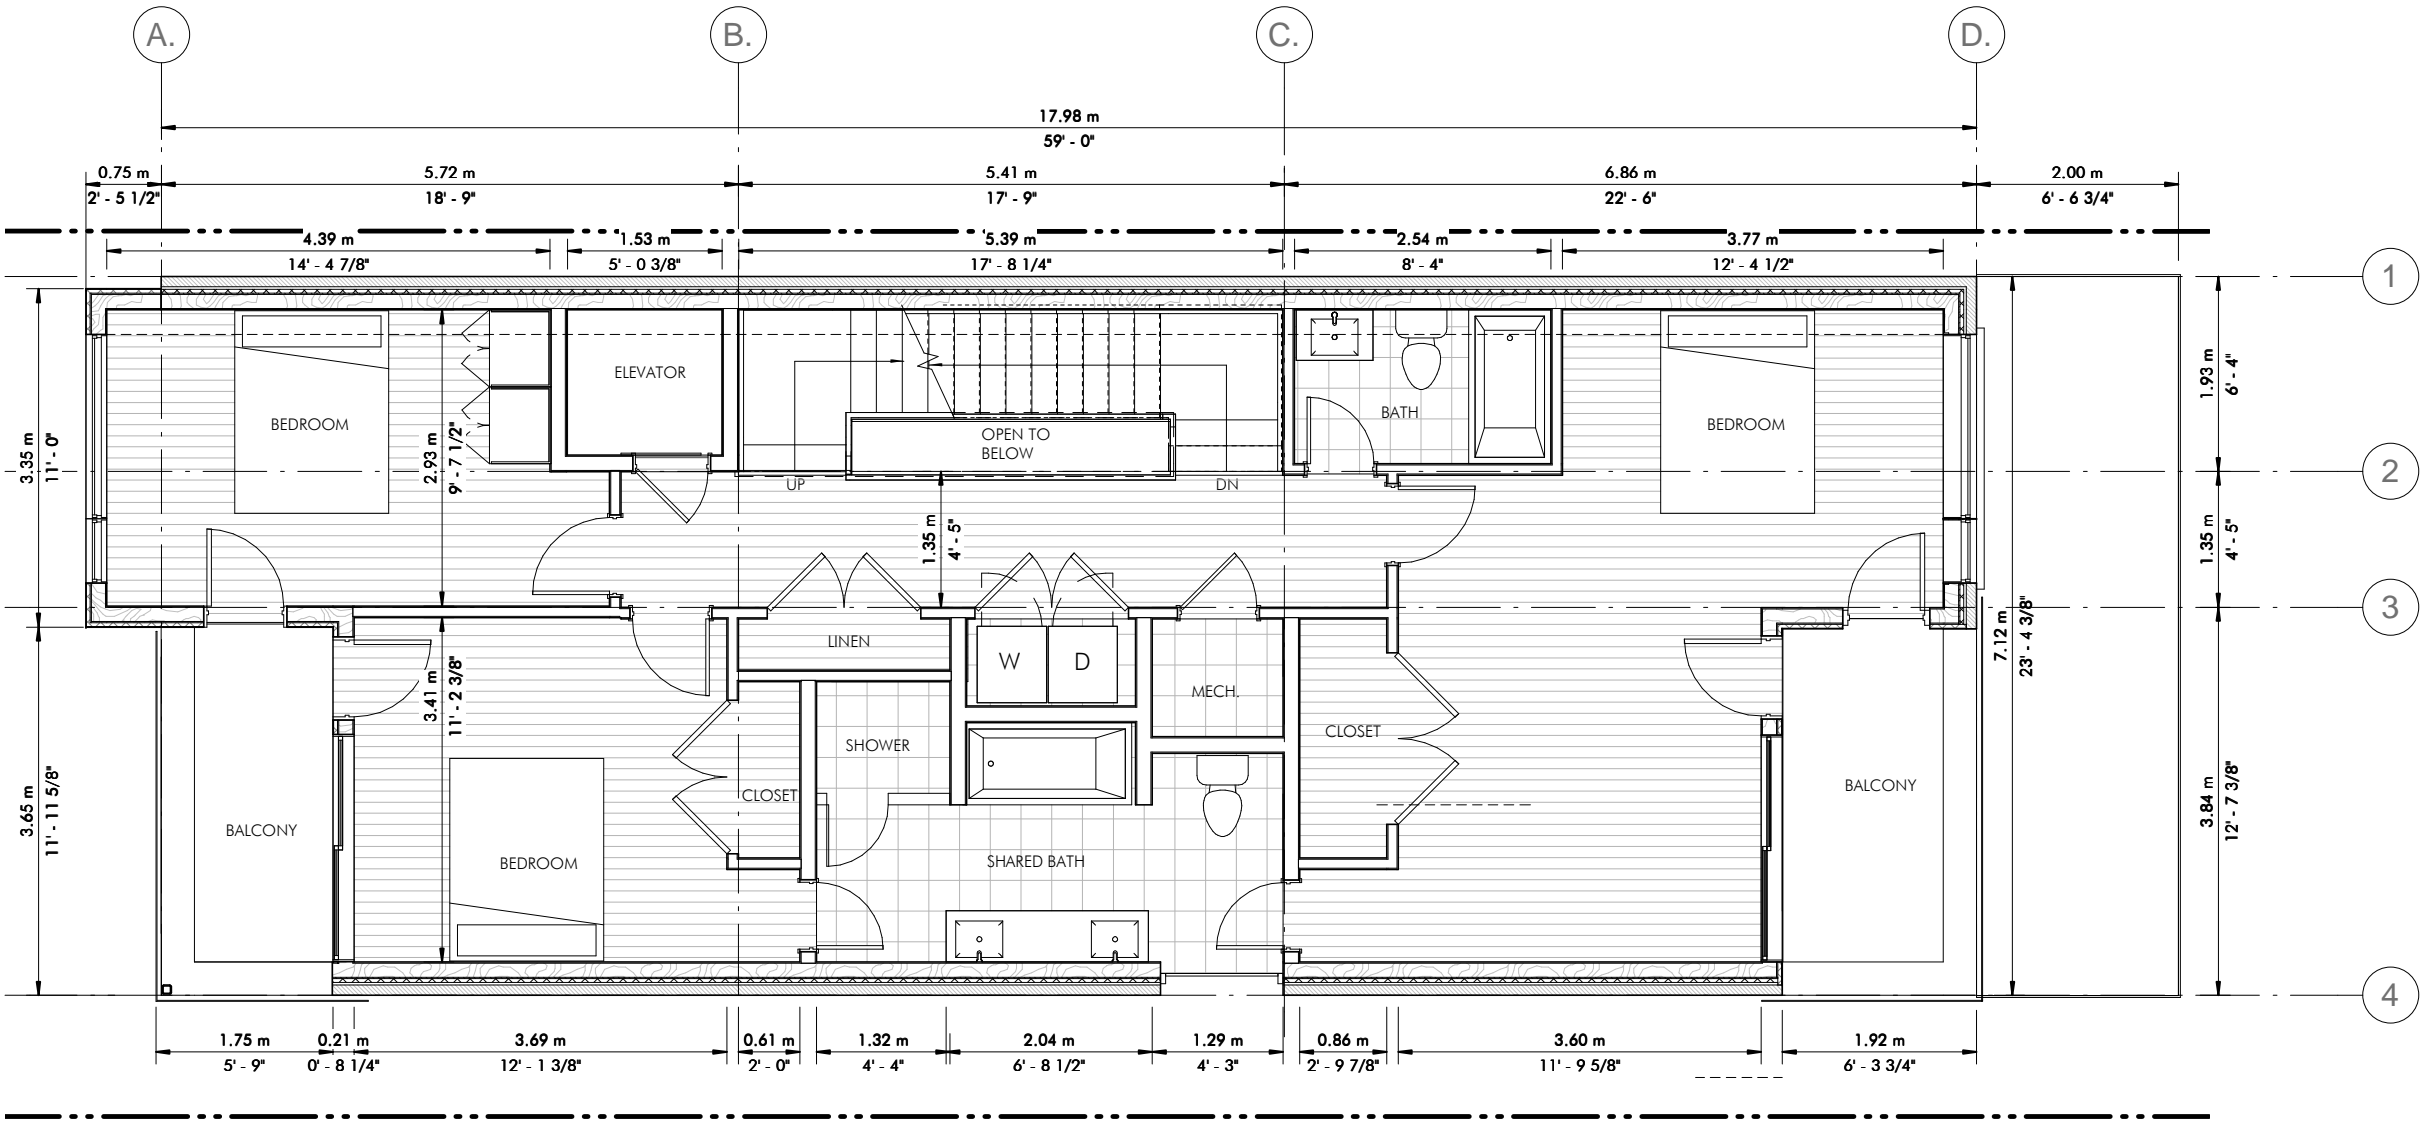 A. B. C. D.
17.98 m
59' - 0"
0.75 m 5.72 m 5.41 m 6.86 m 2.00 m
2' - 5 1/2" 18' - 9" 17' - 9" 22' - 6" 6' - 6 3/4"
4.39 m 1.53 m 5.39 m 2.54 m 3.77 m
14' - 4 7/8" 5' - 0 3/8" 17' - 8 1/4" 8' - 4" 12' - 4 1/2"
1
ELEVATOR
1.93 m
6' - 4"
BATH
BEDROOM
BEDROOM
OPEN TO
BELOW
2.93 m
9' - 7 1/2"
3.35 m
11' - 0"
2
UP
DN
1.35 m
4' - 5"
1.35 m
4' - 5"
3
LINEN
W D
MECH.
7.12 m
23' - 4 3/8"
3.41 m
11' - 2 3/8"
CLOSET
SHOWER
BALCONY
CLOSET
3.65 m
11' - 11 5/8"
3.84 m
12' - 7 3/8"
BALCONY
BEDROOM
SHARED BATH
4
1.75 m 0.21 m 3.69 m 0.61 m 1.32 m 2.04 m 1.29 m 0.86 m 3.60 m 1.92 m
5' - 9" 0' - 8 1/4" 12' - 1 3/8" 2' - 0" 4' - 4" 6' - 8 1/2" 4' - 3" 2' - 9 7/8" 11' - 9 5/8" 6' - 3 3/4"